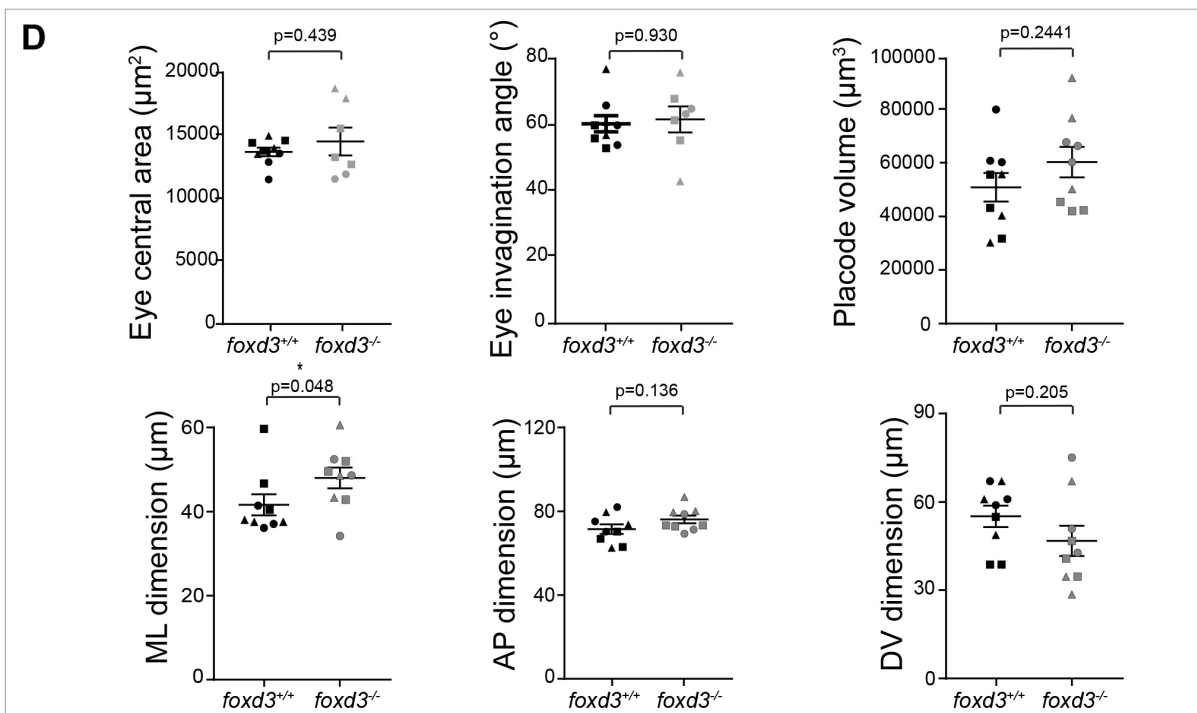 D
p=0.439
Eye central area (µm²)
20000
15000
10000
5000
0
foxd3⁺/⁺ foxd3⁻/⁻
p=0.930
Eye invagination angle (°)
80
60
40
20
0
foxd3⁺/⁺ foxd3⁻/⁻
p=0.2441
Placode volume (µm³)
100000
80000
60000
40000
20000
0
foxd3⁺/⁺ foxd3⁻/⁻
*
p=0.048
ML dimension (µm)
60
40
20
0
foxd3⁺/⁺ foxd3⁻/⁻
p=0.136
AP dimension (µm)
120
80
40
0
foxd3⁺/⁺ foxd3⁻/⁻
p=0.205
DV dimension (µm)
90
60
30
0
foxd3⁺/⁺ foxd3⁻/⁻